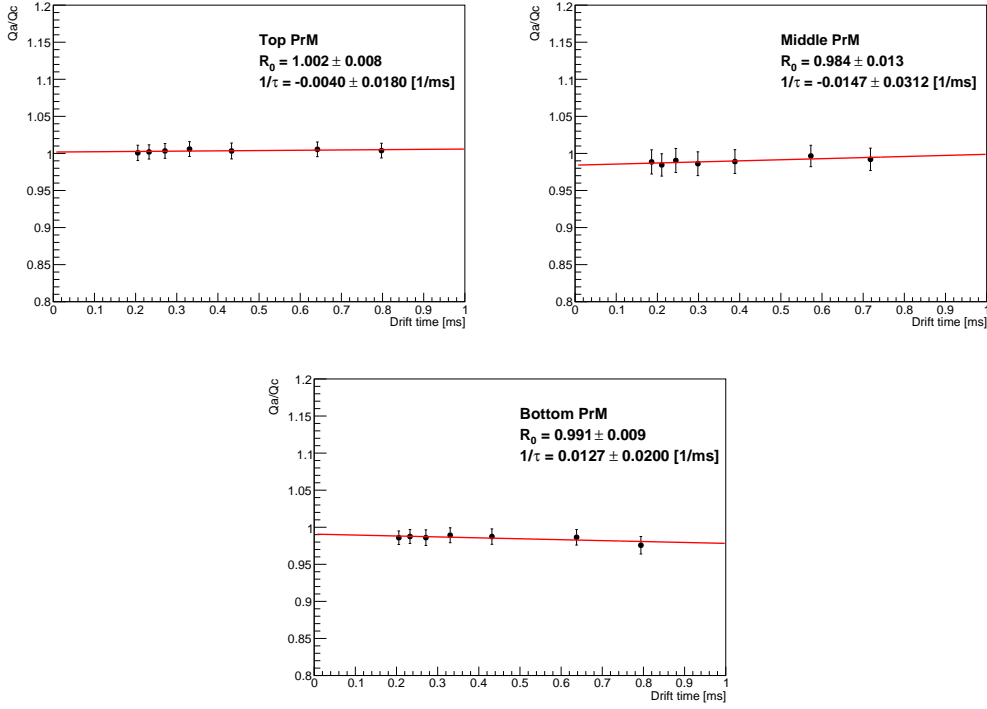 Qa/Qc
1.2
1.15
1.1
1.05
1
0.95
0.9
0.85
0.8
Top PrM
R0 = 1.002 ± 0.008
1/τ = -0.0040 ± 0.0180 [1/ms]
0 0.1 0.2 0.3 0.4 0.5 0.6 0.7 0.8 0.9 1
Drift time [ms]
Qa/Qc
1.2
1.15
1.1
1.05
1
0.95
0.9
0.85
0.8
Middle PrM
R0 = 0.984 ± 0.013
1/τ = -0.0147 ± 0.0312 [1/ms]
0 0.1 0.2 0.3 0.4 0.5 0.6 0.7 0.8 0.9 1
Drift time [ms]
Qa/Qc
1.2
1.15
1.1
1.05
1
0.95
0.9
0.85
0.8
Bottom PrM
R0 = 0.991 ± 0.009
1/τ = 0.0127 ± 0.0200 [1/ms]
0 0.1 0.2 0.3 0.4 0.5 0.6 0.7 0.8 0.9 1
Drift time [ms]